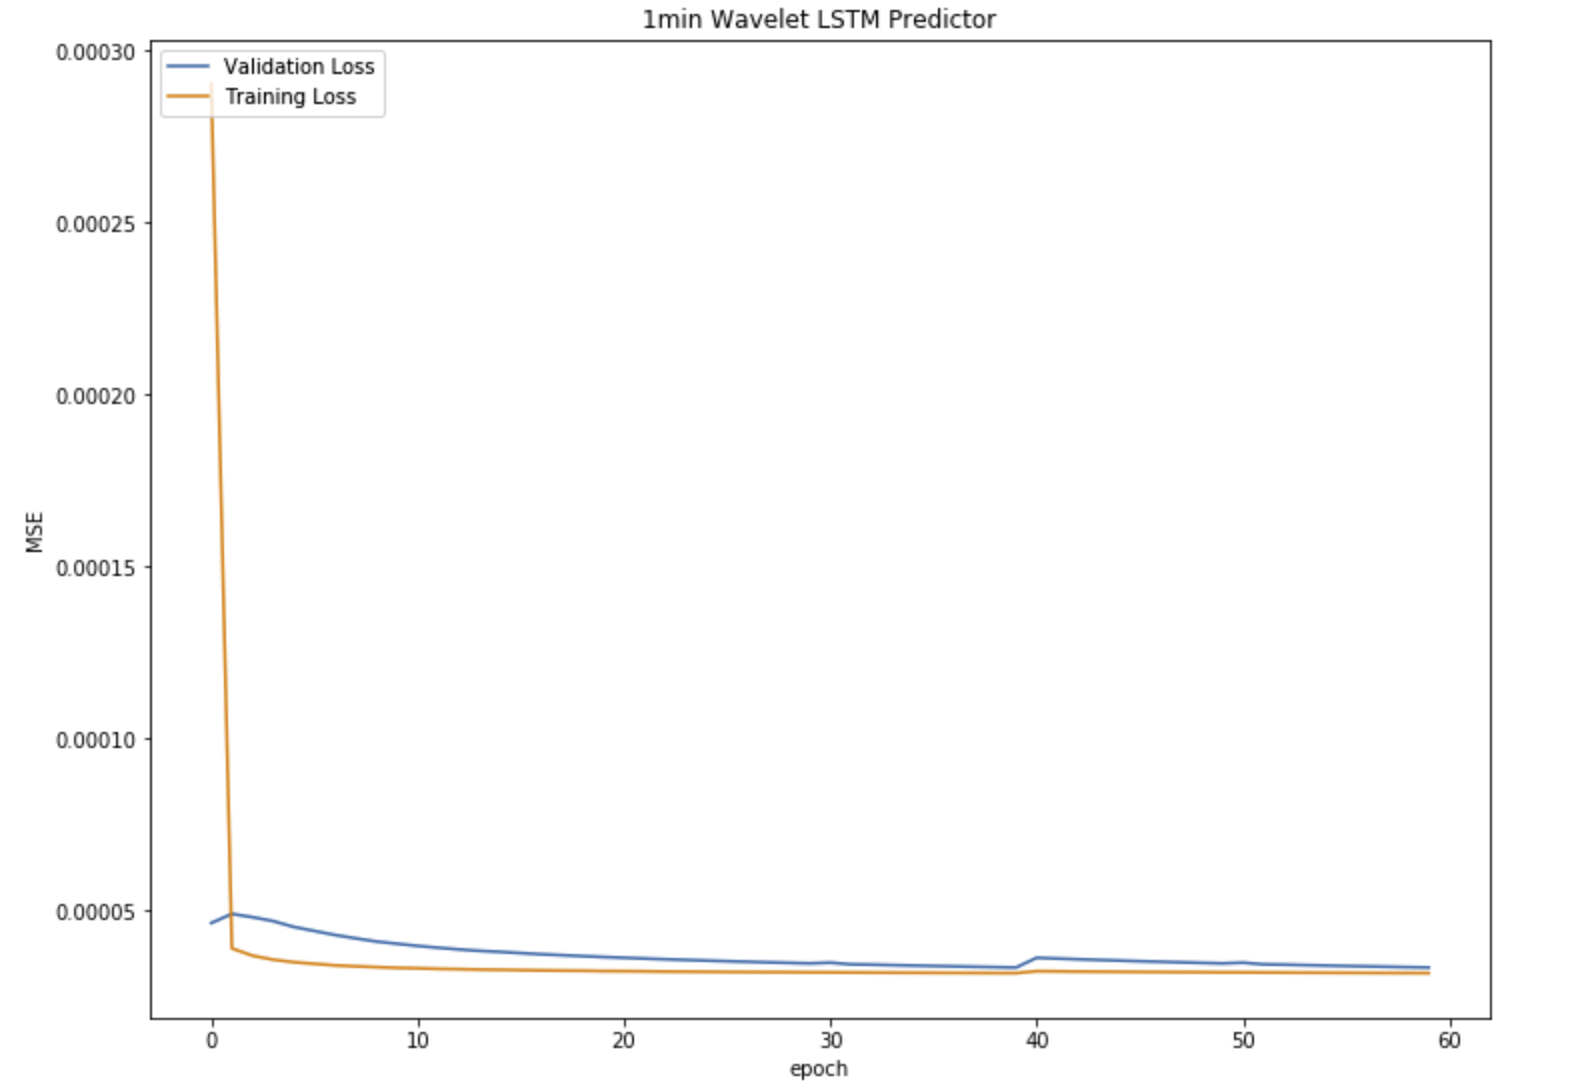 1min Wavelet LSTM Predictor
Validation Loss
Training Loss
0.00030
0.00025
0.00020
0.00015
0.00010
0.00005
MSE
0 10 20 30 40 50 60
epoch